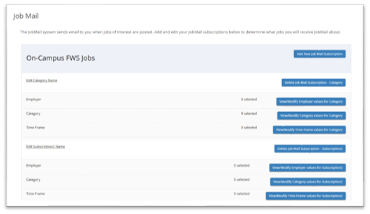 Job Mail
The JobMail system sends email to you when jobs of interest are posted. Add and edit your JobMail subscriptions below to determine what jobs you will receive JobMail about.
On-Campus FWS Jobs
Add New Job Mail Subscription
Edit Category Name
Delete Job Mail Subscription - Category
Employer 0 selected View/Modify Employer values for Category
Category 0 selected View/Modify Category values for Category
Time Frame 0 selected View/Modify Time Frame values for Category
Edit Subscription1 Name
Delete Job Mail Subscription - Subscription1
Employer 0 selected View/Modify Employer values for Subscription1
Category 0 selected View/Modify Category values for Subscription1
Time Frame 0 selected View/Modify Time Frame values for Subscription1